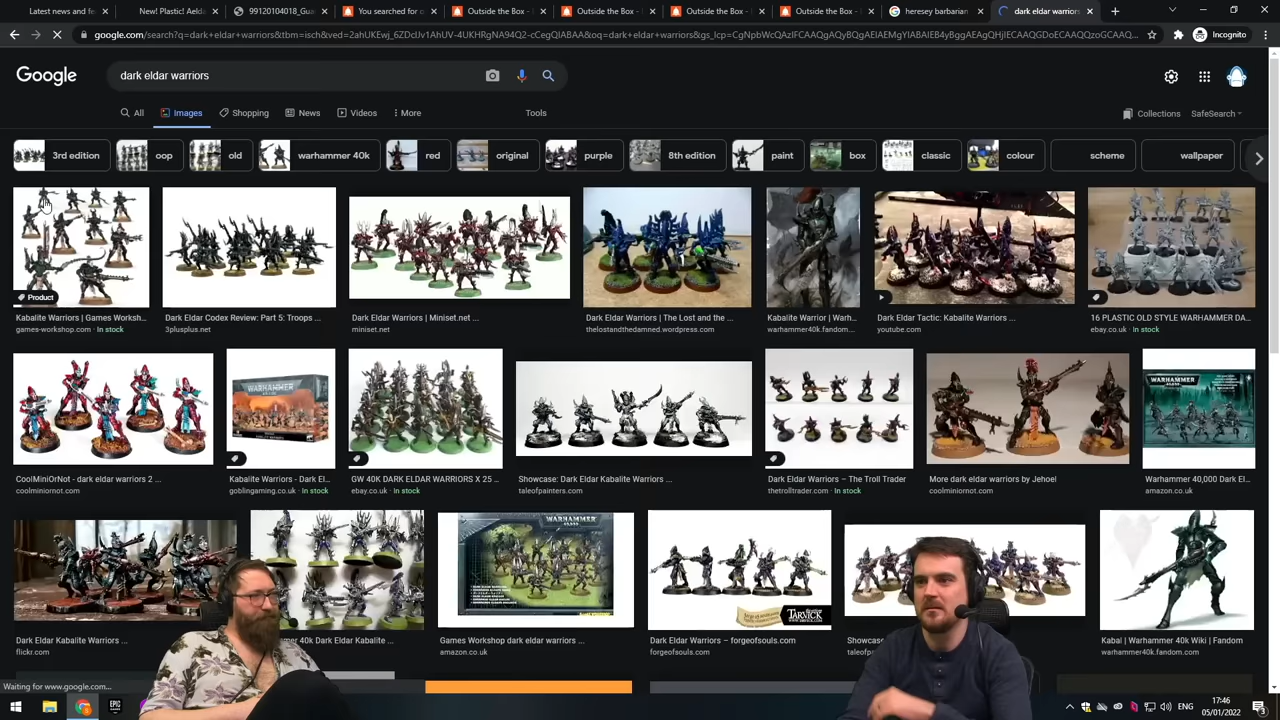 Latest news and fe
New! Plastic! Aelda
99120104018_Gua
You searched for o
Outside the Box -
Outside the Box -
Outside the Box -
Outside the Box -
heresey barbarian
dark eldar warriors
google.com/search?q=dark+eldar+warriors&tbm=isch&ved=2ahUKEwj_6ZDclJv1AhUV-4UKHRgNA94Q2-cCegQIABAA&oq=dark+eldar+warriors&gs_lcp=
Incognito
Google
dark eldar warriors
All
Images
Shopping
News
Videos
More
Tools
Collections
SafeSearch
3rd edition
oop
old
warhammer 40k
red
original
purple
8th edition
paint
box
classic
colour
scheme
wallpaper
Product
Kabalite Warriors | Games Worksh...
games-workshop.com · In stock
Dark Eldar Codex Review: Part 5: Troops ...
3plusplus.net
Dark Eldar Warriors | Miniset.net ...
miniset.net
Dark Eldar Warriors | The Lost and the ...
thelostandthedamned.wordpress.com
Kabalite Warrior | Warh...
warhammer40k.fandom....
Dark Eldar Tactic: Kabalite Warriors ...
youtube.com
16 PLASTIC OLD STYLE WARHAMMER DA...
ebay.co.uk · In stock
WARHAMMER
WARHAMMER
CoolMiniOrNot - dark eldar warriors 2 ...
coolminiornot.com
Kabalite Warriors - Dark El...
goblingaming.co.uk · In stock
GW 40K DARK ELDAR WARRIORS X 25 ...
ebay.co.uk · In stock
Showcase: Dark Eldar Kabalite Warriors ...
taleofpainters.com
Dark Eldar Warriors – The Troll Trader
thetrolltrader.com · In stock
More dark eldar warriors by Jehoel
coolminiornot.com
Warhammer 40,000 Dark El...
amazon.co.uk
WARHAMMER
TARNICK
Dark Eldar Kabalite Warriors ...
flickr.com
mer 40k Dark Eldar Kabalite ...
Games Workshop dark eldar warriors ...
amazon.co.uk
Dark Eldar Warriors – forgeofsouls.com
forgeofsouls.com
Showcase
taleofpa
Kabal | Warhammer 40k Wiki | Fandom
warhammer40k.fandom.com
Waiting for www.google.com...
EPIC
ENG
17:46
05/01/2022